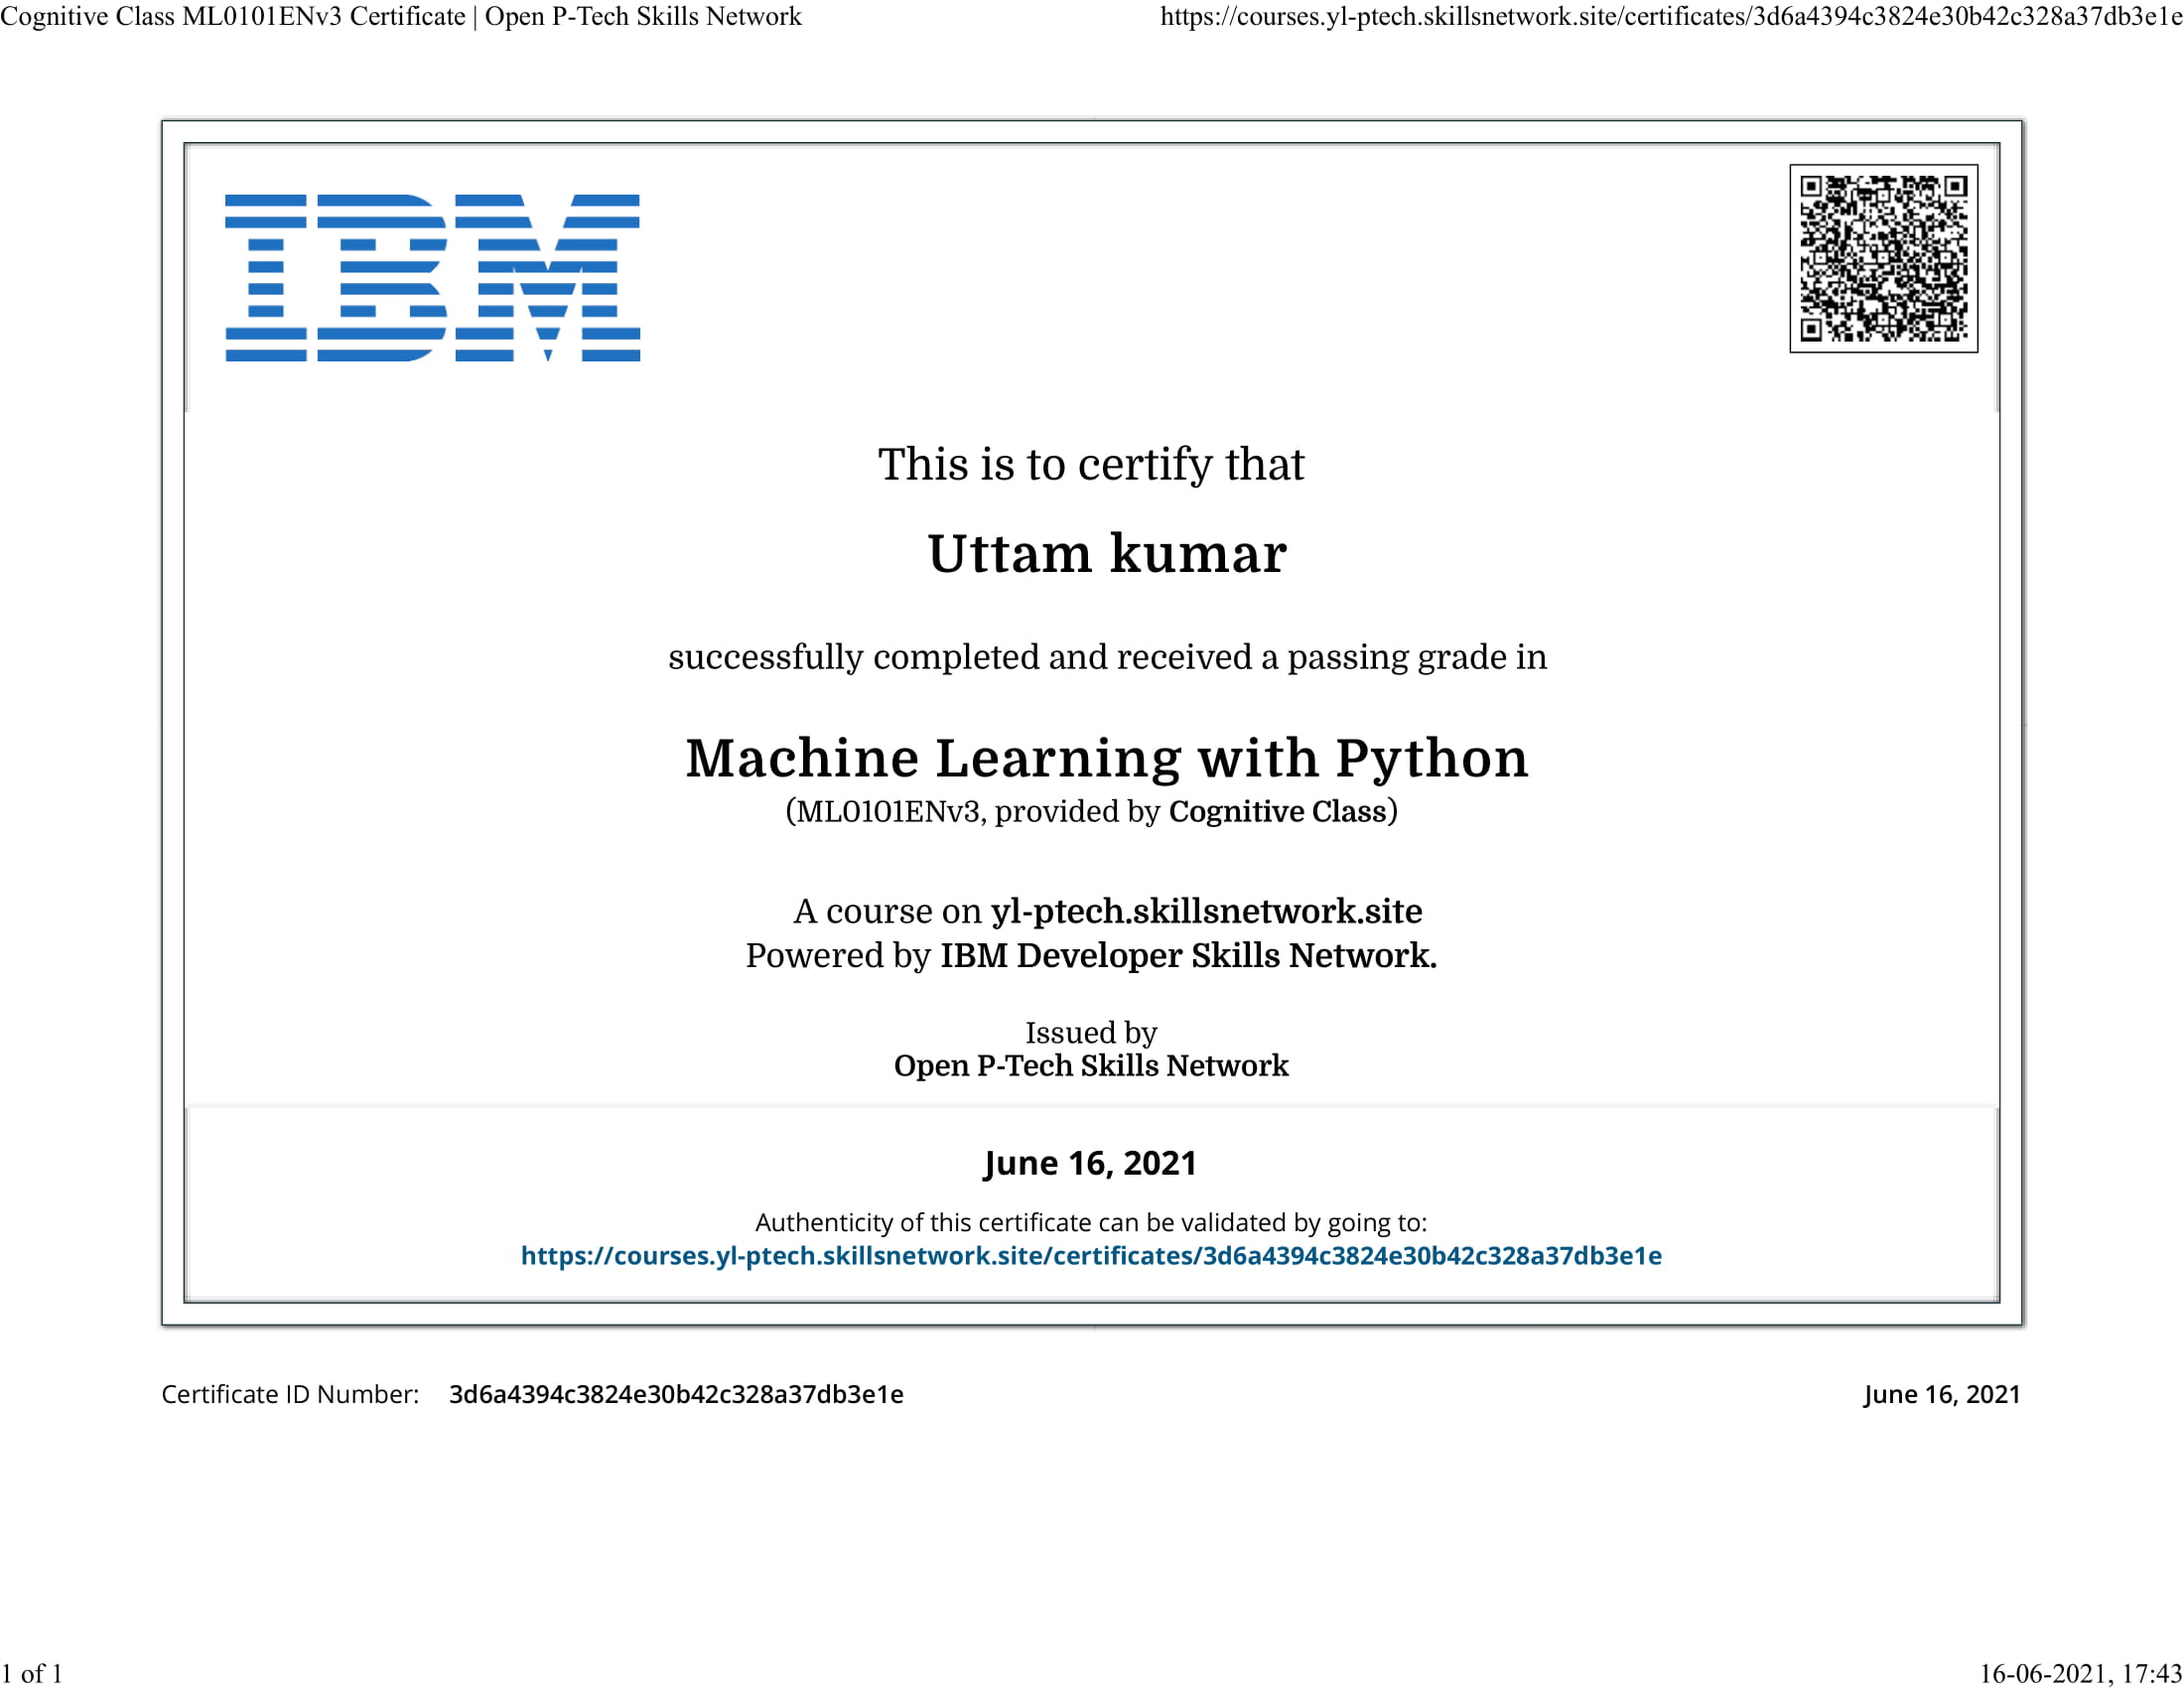 Cognitive Class ML0101ENv3 Certificate | Open P-Tech Skills Network
https://courses.yl-ptech.skillsnetwork.site/certificates/3d6a4394c3824e30b42c328a37db3e1e
IBM
This is to certify that
Uttam kumar
successfully completed and received a passing grade in
Machine Learning with Python
(ML0101ENv3, provided by Cognitive Class)
A course on yl-ptech.skillsnetwork.site
Powered by IBM Developer Skills Network.
Issued by
Open P-Tech Skills Network
June 16, 2021
Authenticity of this certificate can be validated by going to:
https://courses.yl-ptech.skillsnetwork.site/certificates/3d6a4394c3824e30b42c328a37db3e1e
Certificate ID Number: 3d6a4394c3824e30b42c328a37db3e1e
June 16, 2021
1 of 1
16-06-2021, 17:43